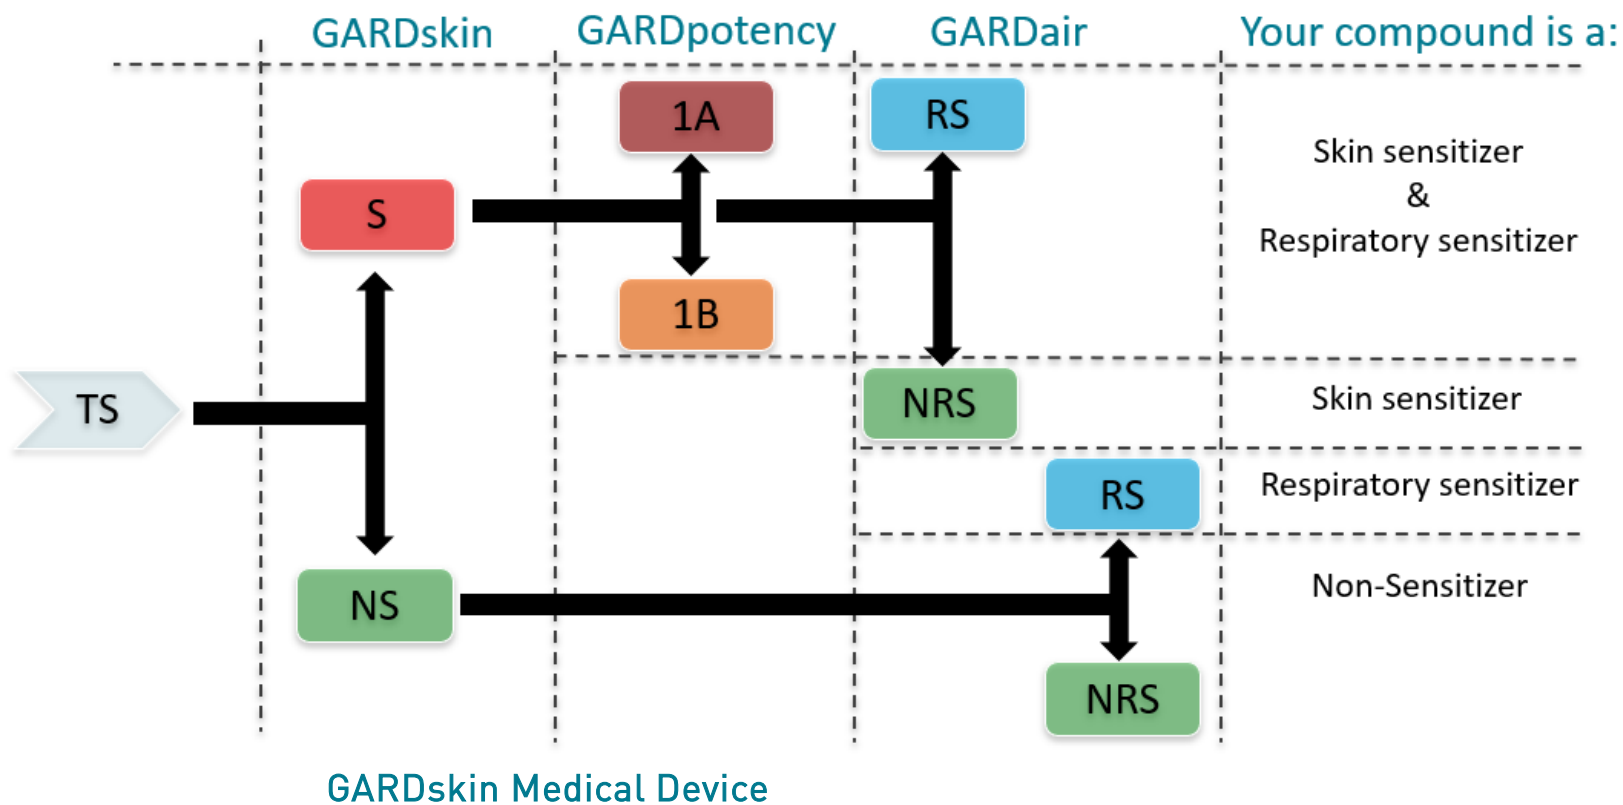 GARDskin
GARDpotency
GARDair
Your compound is a:
1A
RS
S
Skin sensitizer
&
Respiratory sensitizer
1B
TS
NRS
Skin sensitizer
RS
Respiratory sensitizer
NS
Non-Sensitizer
NRS
GARDskin Medical Device